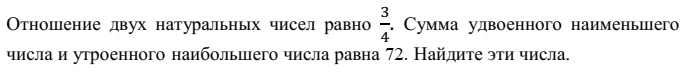 Отношение двух натуральных чисел равно 3/4. Сумма удвоенного наименьшего
числа и утроенного наибольшего числа равна 72. Найдите эти числа.